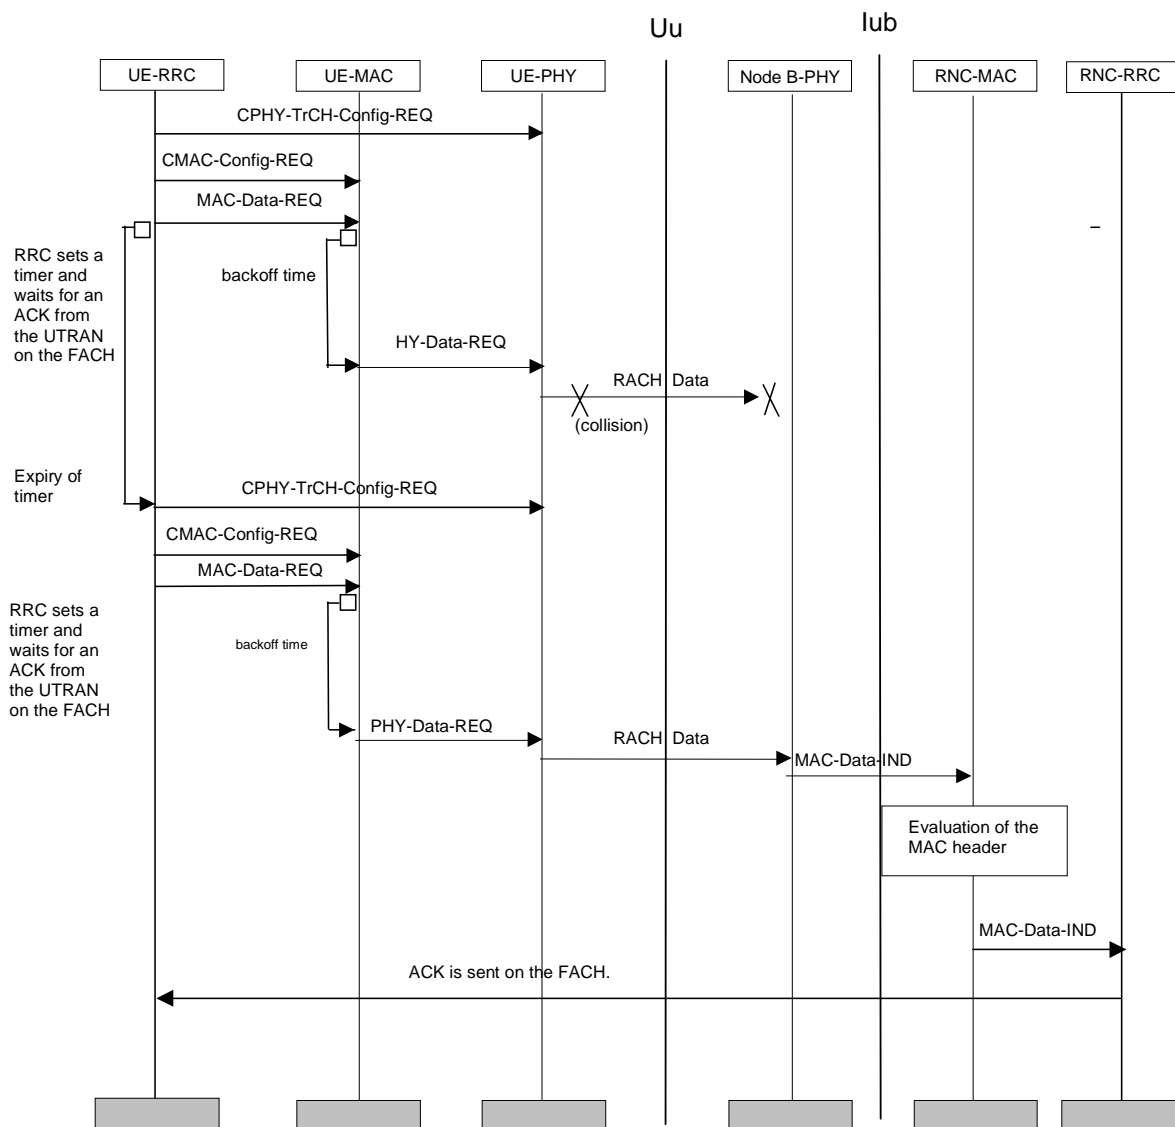 Uu
Iub
UE-RRC
UE-MAC
UE-PHY
Node B-PHY
RNC-MAC
RNC-RRC
CPHY-TrCH-Config-REQ
CMAC-Config-REQ
MAC-Data-REQ
RRC sets a
timer and
waits for an
ACK from
the UTRAN
on the FACH
backoff time
HY-Data-REQ
RACH Data
(collision)
Expiry of
timer
CPHY-TrCH-Config-REQ
CMAC-Config-REQ
MAC-Data-REQ
RRC sets a
timer and
waits for an
ACK from
the UTRAN
on the FACH
backoff time
PHY-Data-REQ
RACH Data
MAC-Data-IND
Evaluation of the
MAC header
MAC-Data-IND
ACK is sent on the FACH.